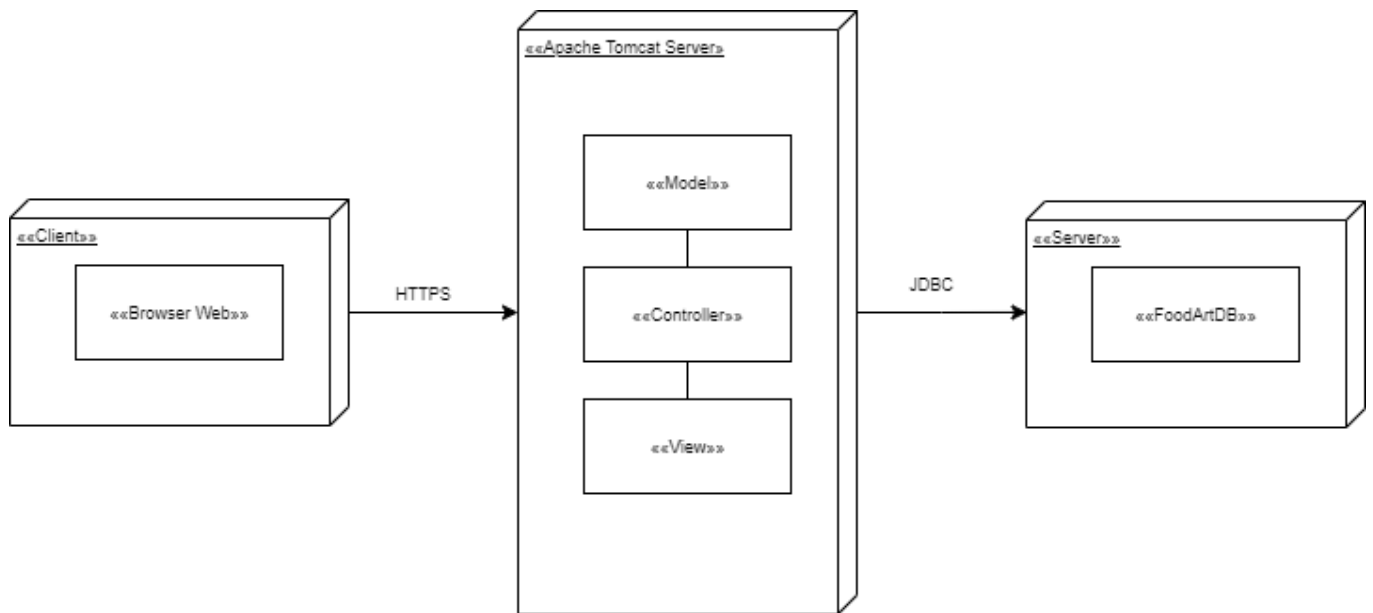 ««Apache Tomcat Server»
««Model»»
««Client»»
««Server»»
««Browser Web»»
HTTPS
««Controller»»
JDBC
««FoodArtDB»»
««View»»